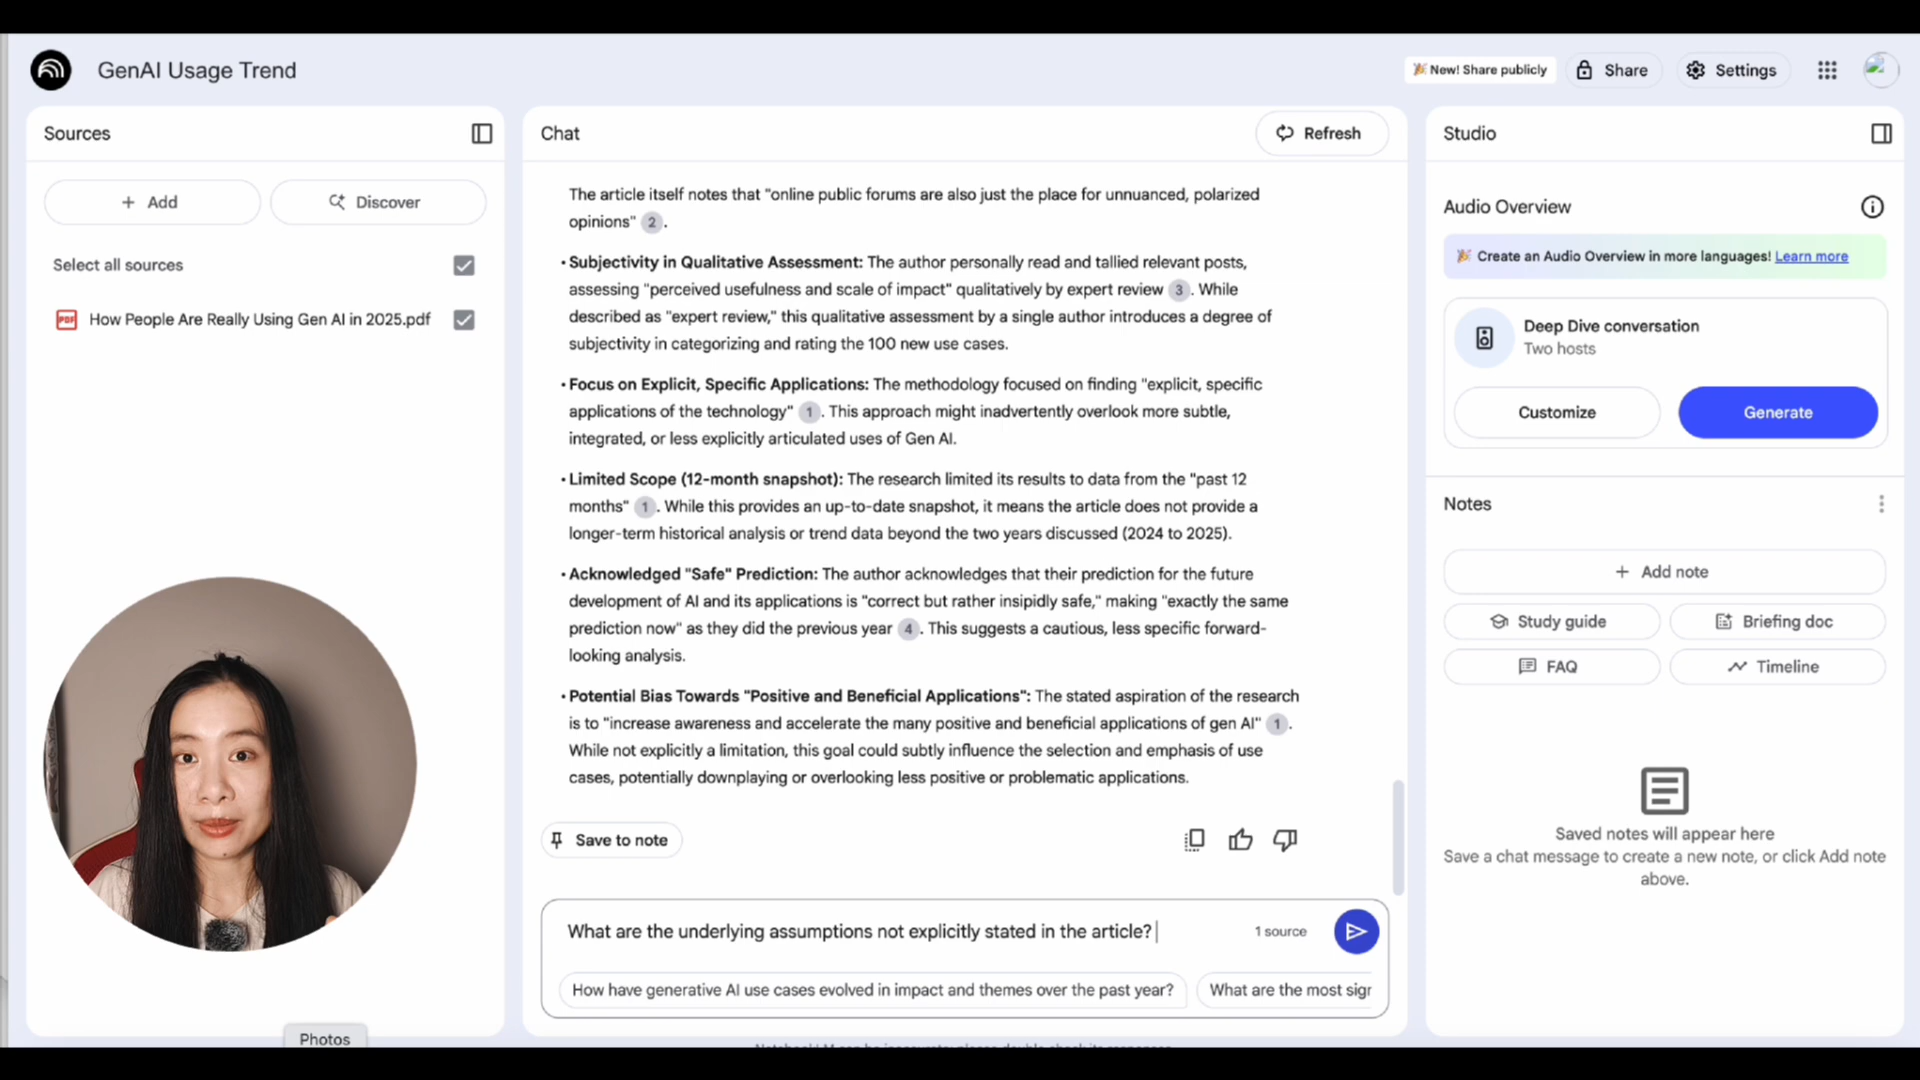 GenAI Usage Trend
New! Share publicly
Share
Settings
Sources
Add
Discover
Select all sources
PDF
How People Are Really Using Gen AI in 2025.pdf
Chat
Refresh
The article itself notes that "online public forums are also just the place for unnuanced, polarized
opinions" 2.
• Subjectivity in Qualitative Assessment: The author personally read and tallied relevant posts,
assessing "perceived usefulness and scale of impact" qualitatively by expert review 3. While
described as "expert review," this qualitative assessment by a single author introduces a degree of
subjectivity in categorizing and rating the 100 new use cases.
• Focus on Explicit, Specific Applications: The methodology focused on finding "explicit, specific
applications of the technology" 1. This approach might inadvertently overlook more subtle,
integrated, or less explicitly articulated uses of Gen AI.
• Limited Scope (12-month snapshot): The research limited its results to data from the "past 12
months" 1. While this provides an up-to-date snapshot, it means the article does not provide a
longer-term historical analysis or trend data beyond the two years discussed (2024 to 2025).
• Acknowledged "Safe" Prediction: The author acknowledges that their prediction for the future
development of AI and its applications is "correct but rather insipidly safe," making "exactly the same
prediction now" as they did the previous year 4. This suggests a cautious, less specific forward-
looking analysis.
• Potential Bias Towards "Positive and Beneficial Applications": The stated aspiration of the research
is to "increase awareness and accelerate the many positive and beneficial applications of gen AI" 1.
While not explicitly a limitation, this goal could subtly influence the selection and emphasis of use
cases, potentially downplaying or overlooking less positive or problematic applications.
Save to note
What are the underlying assumptions not explicitly stated in the article?
1 source
How have generative AI use cases evolved in impact and themes over the past year?
What are the most sigr
Studio
Audio Overview
Create an Audio Overview in more languages! Learn more
Deep Dive conversation
Two hosts
Customize
Generate
Notes
Add note
Study guide
Briefing doc
FAQ
Timeline
Saved notes will appear here
Save a chat message to create a new note, or click Add note
above.
Photos